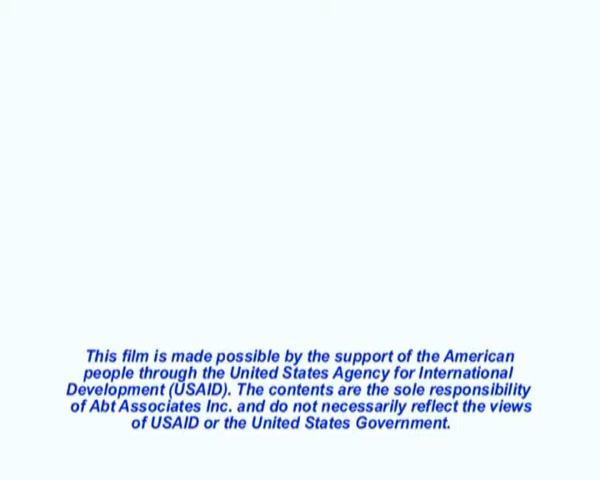 This film is made possible by the support of the American
people through the United States Agency for International
Development (USAID). The contents are the sole responsibility
of Abt Associates Inc. and do not necessarily reflect the views
of USAID or the United States Government.